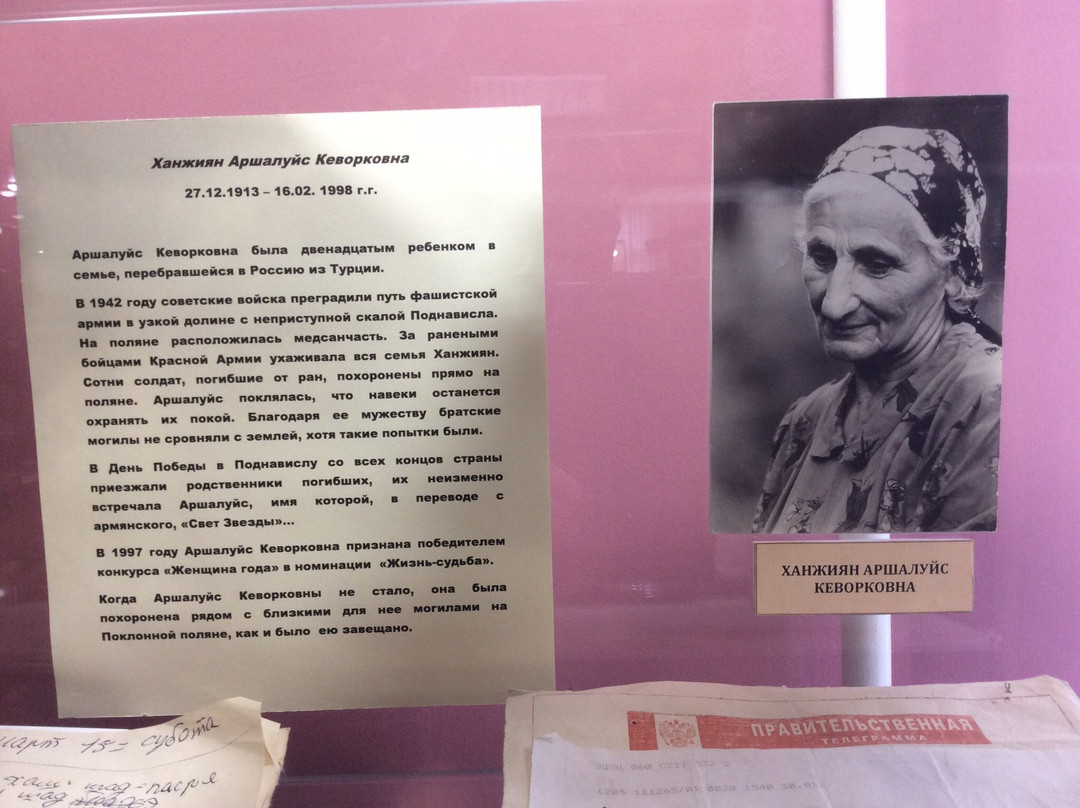 Ханжиян Аршалуйс Кеворковна
27.12.1913 – 16.02. 1998 г.г.
Аршалуйс Кеворковна была двенадцатым ребенком в
семье, перебравшейся в Россию из Турции.
В 1942 году советские войска преградили путь фашистской
армии в узкой долине с неприступной скалой Поднависла.
На поляне расположилась медсанчасть. За ранеными
бойцами Красной Армии ухаживала вся семья Ханжиян.
Сотни солдат, погибшие от ран, похоронены прямо на
поляне. Аршалуйс поклялась, что навеки останется
охранять их покой. Благодаря ее мужеству братские
могилы не сровняли с землей, хотя такие попытки были.
В День Победы в Поднавислу со всех концов страны
приезжали родственники погибших, их неизменно
встречала Аршалуйс, имя которой, в переводе с
армянского, «Свет Звезды»...
В 1997 году Аршалуйс Кеворковна признана победителем
конкурса «Женщина года» в номинации «Жизнь-судьба».
Когда Аршалуйс Кеворковны не стало, она была
похоронена рядом с близкими для нее могилами на
Поклонной поляне, как и было ею завещано.
ХАНЖИЯН АРШАЛУЙС
КЕВОРКОВНА
март 15 - субота
ПРАВИТЕЛЬСТВЕННАЯ
ТЕЛЕГРАММА